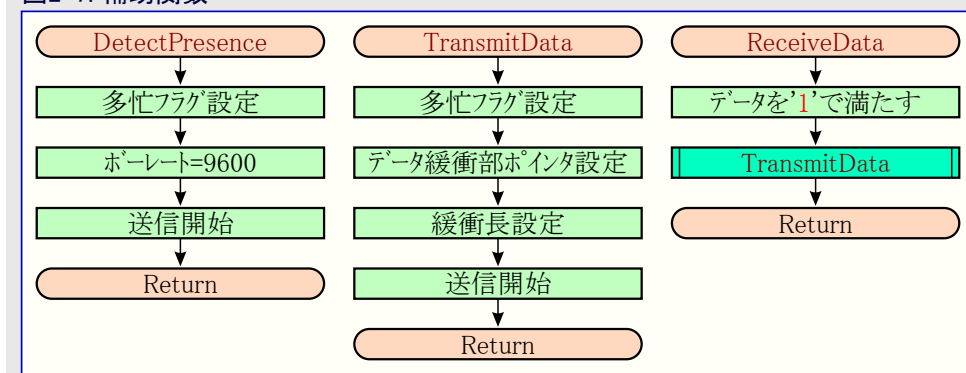 DetectPresence
多忙フラグ設定
ボーレート=9600
送信開始
Return
TransmitData
多忙フラグ設定
データ緩衝部ポインタ設定
緩衝長設定
送信開始
Return
ReceiveData
データを'1'で満たす
TransmitData
Return